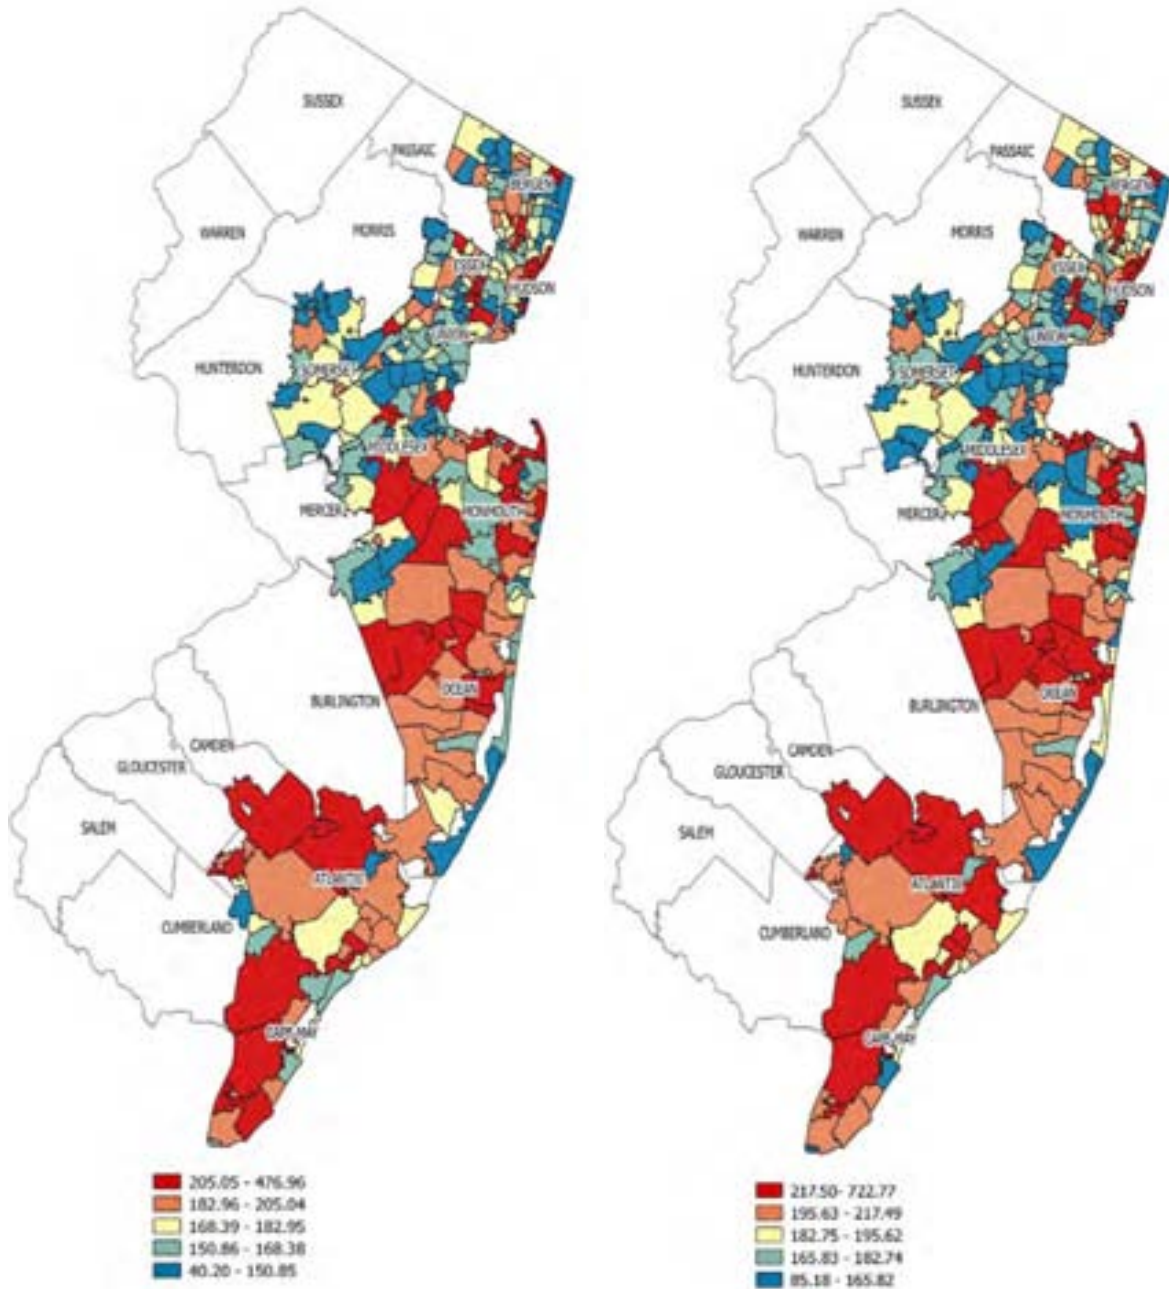 SUSSEX
PASSAIC
BERGEN
WARREN
MORRIS
ESSEX
HUDSON
UNION
HUNTERDON
SOMERSET
MIDDLESEX
MERCER
MONMOUTH
OCEAN
BURLINGTON
CAMDEN
GLOUCESTER
SALEM
ATLANTIC
CUMBERLAND
CAPE MAY
205.05 - 476.96
182.96 - 205.04
168.39 - 182.95
150.86 - 168.38
40.20 - 150.85
SUSSEX
PASSAIC
BERGEN
WARREN
MORRIS
ESSEX
HUDSON
UNION
HUNTERDON
SOMERSET
MIDDLESEX
MERCER
MONMOUTH
OCEAN
BURLINGTON
CAMDEN
GLOUCESTER
SALEM
ATLANTIC
CUMBERLAND
CAPE MAY
217.50- 722.77
195.63 - 217.49
182.75 - 195.62
165.83 - 182.74
85.18 - 165.82